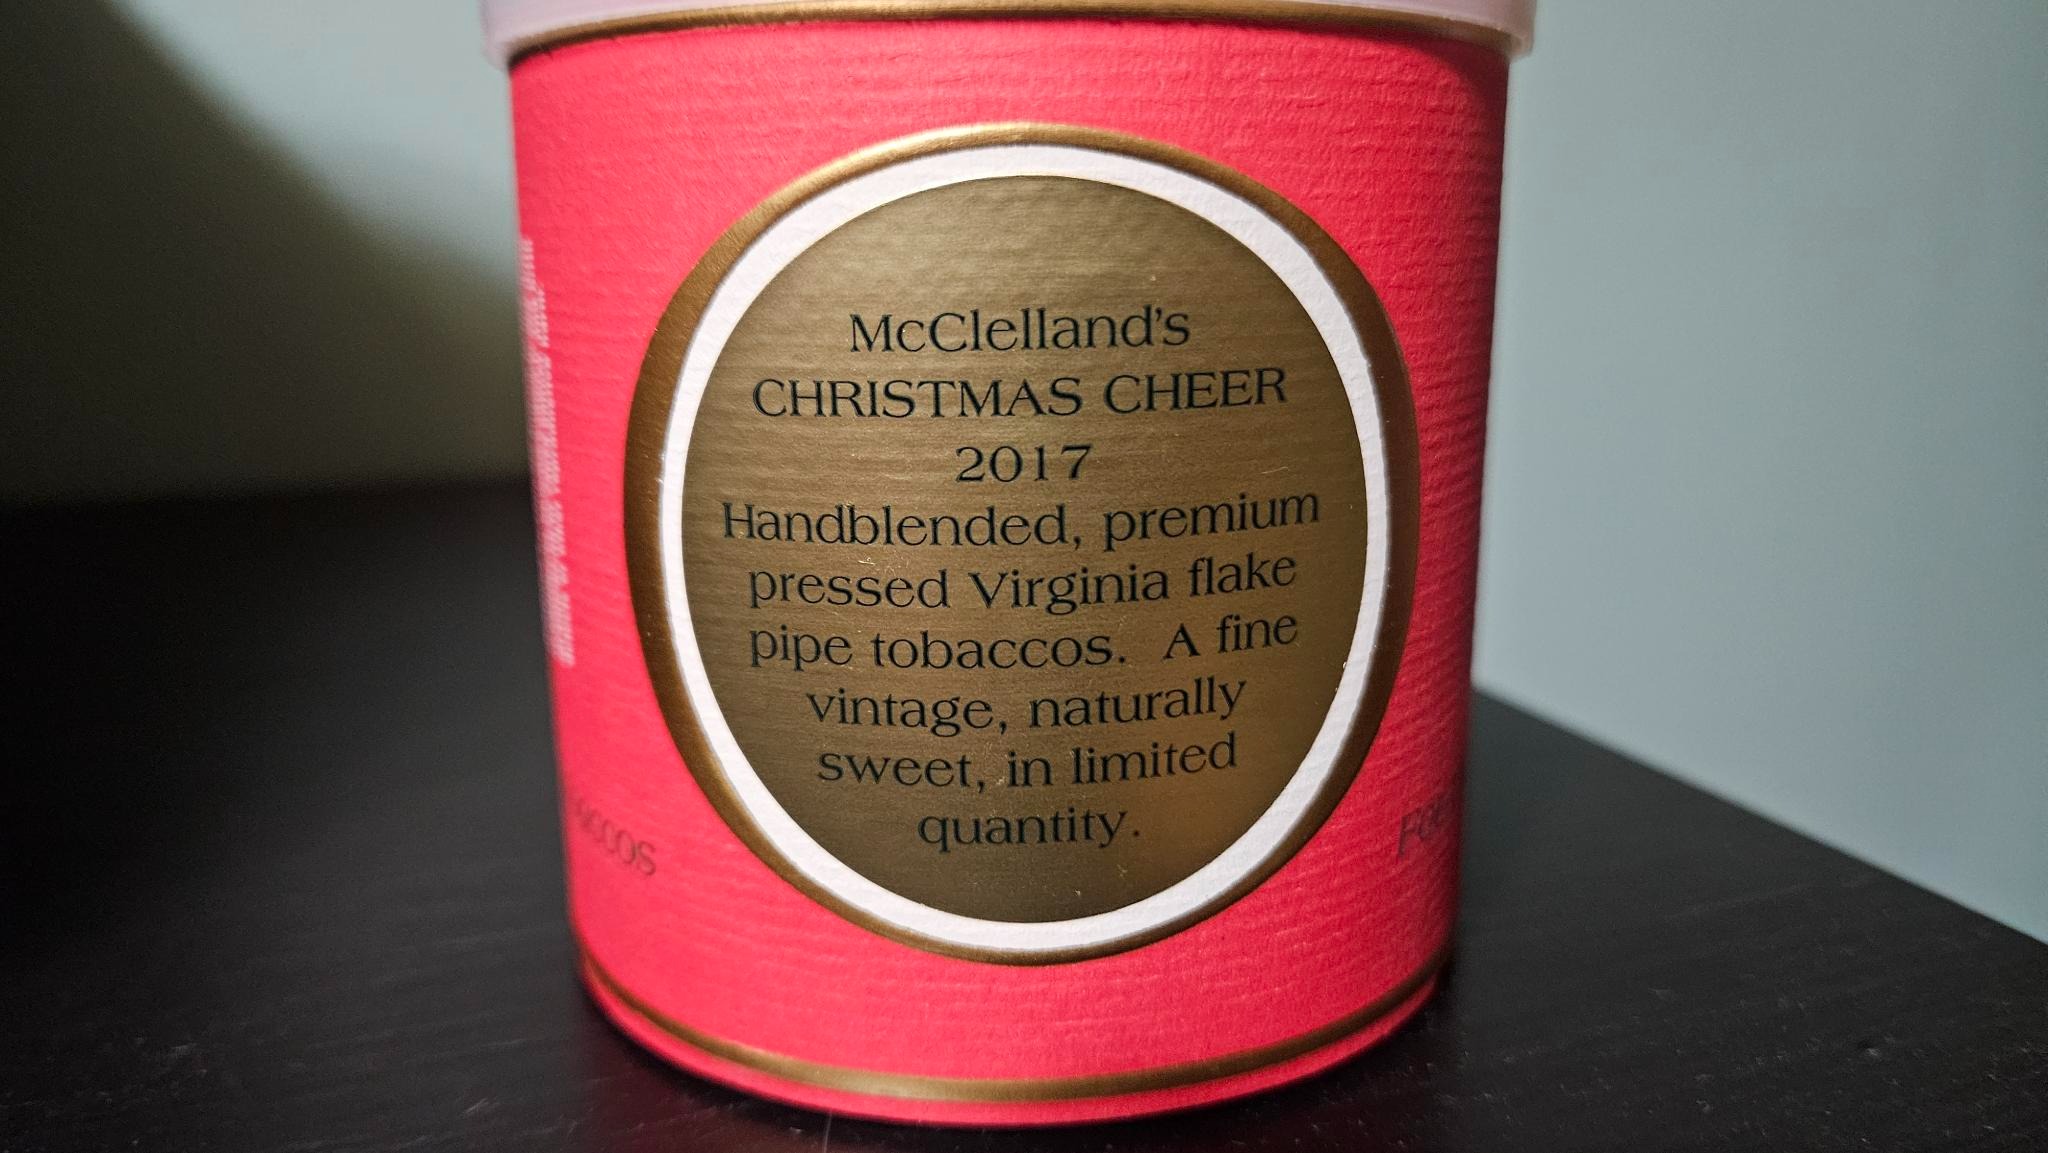 McClelland's
CHRISTMAS CHEER
2017
Handblended, premium
pressed Virginia flake
pipe tobaccos.  A fine
vintage, naturally
sweet, in limited
quantity.